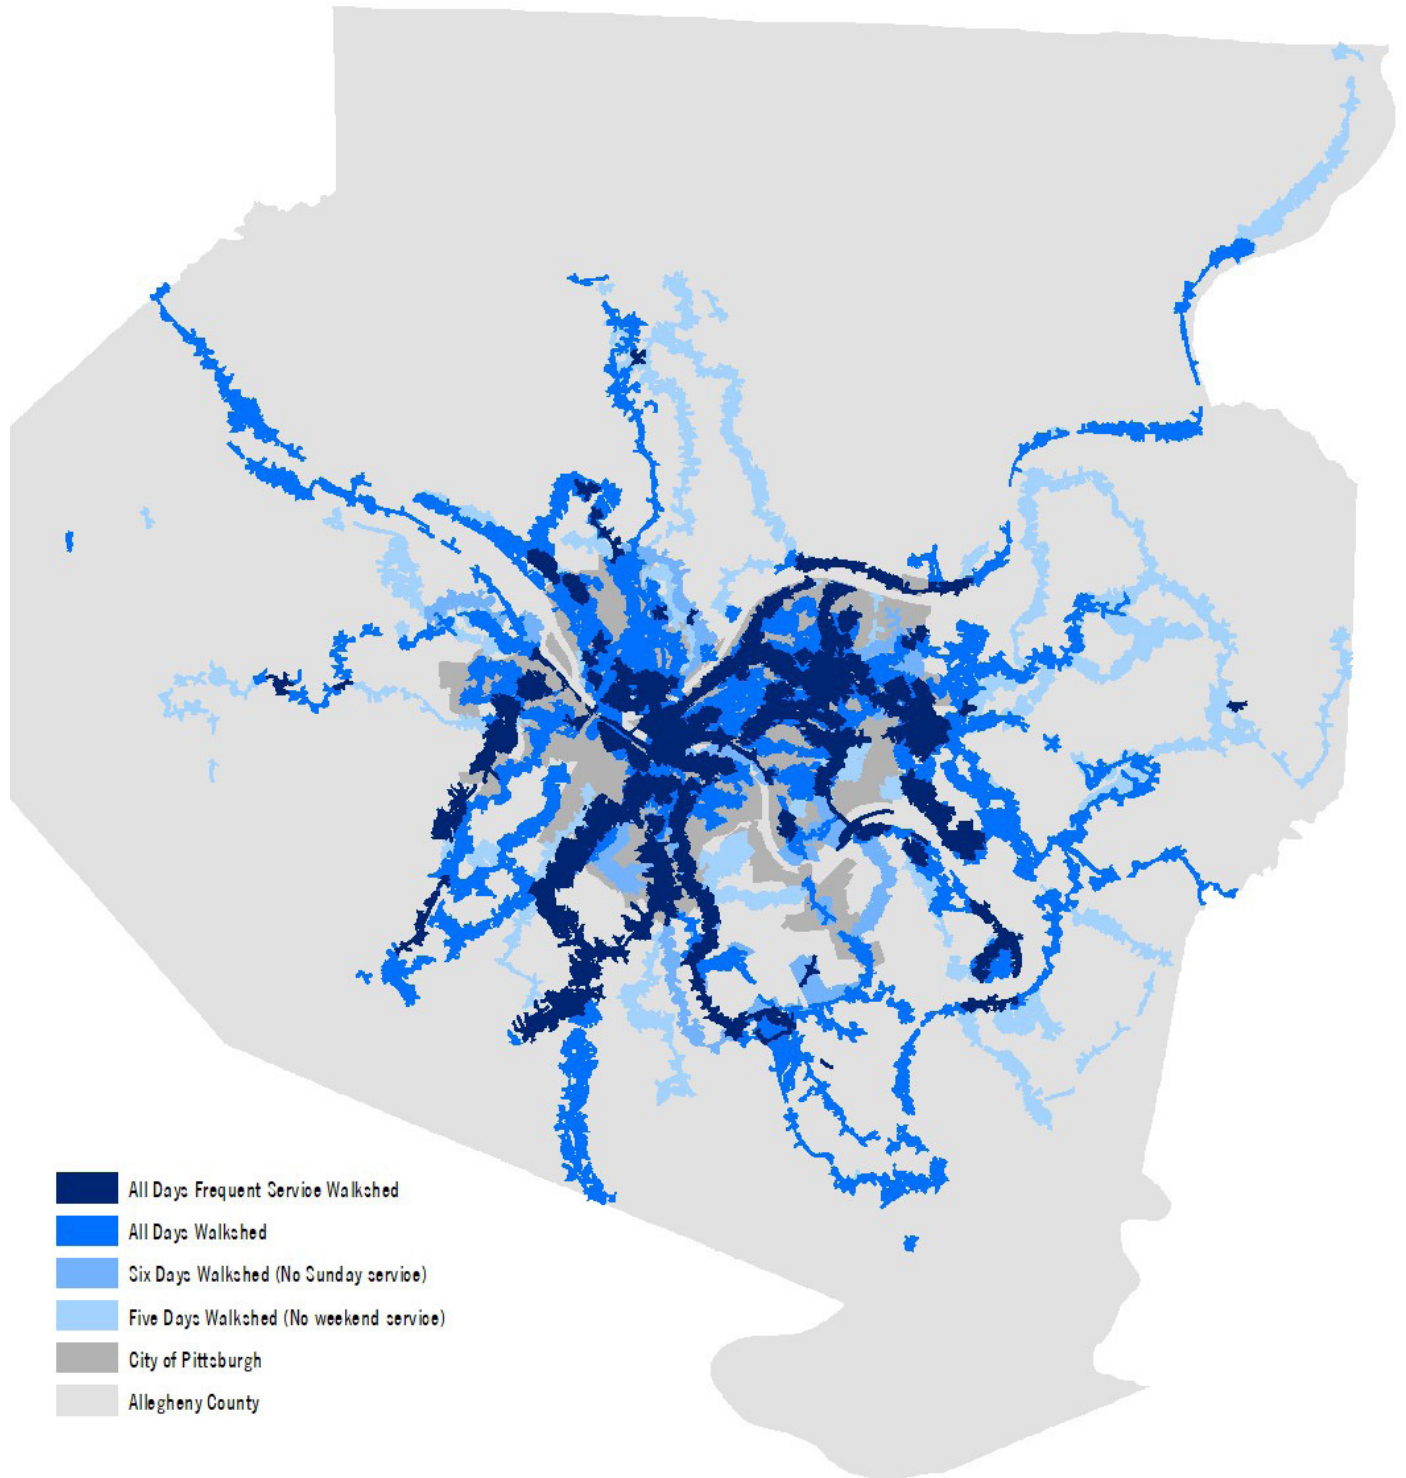 All Days Frequent Service Walkshed
All Days Walkshed
Six Days Walkshed (No Sunday service)
Five Days Walkshed (No weekend service)
City of Pittsburgh
Allegheny County